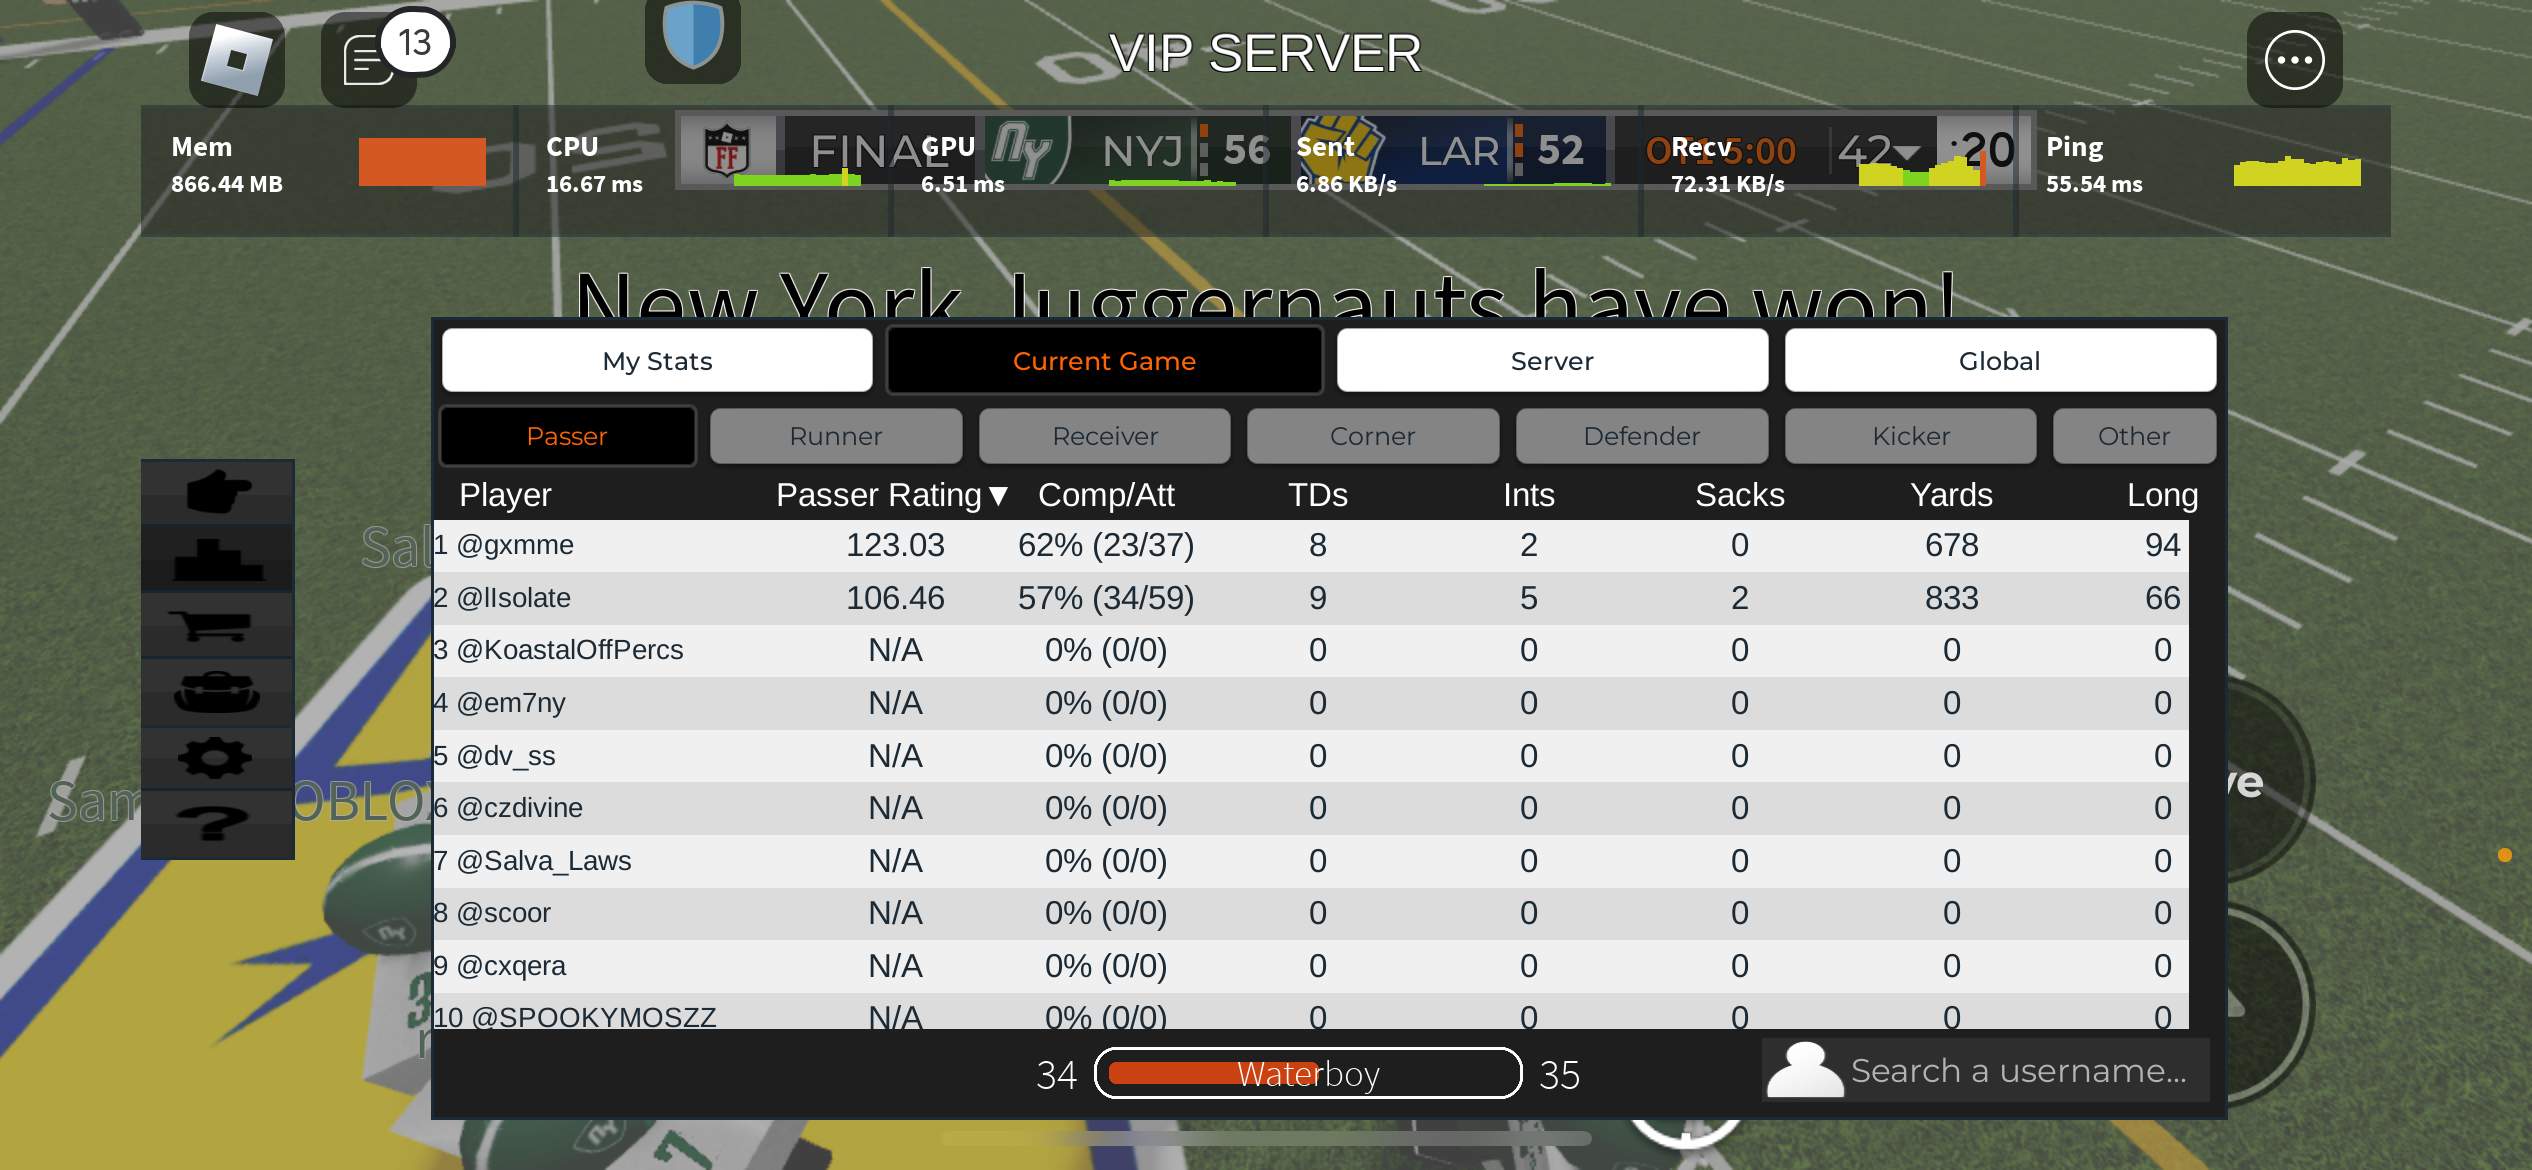 13
VIP SERVER
Mem
866.44 MB
CPU
16.67 ms
GPU
6.51 ms
Sent
6.86 KB/s
Recv
72.31 KB/s
Ping
55.54 ms
FF FINAL NY NYJ 56 LAR 52 OT1 5:00 42 :20
New York Juggernauts have won!
My Stats Current Game Server Global
Passer Runner Receiver Corner Defender Kicker Other
Player Passer Rating▼ Comp/Att TDs Ints Sacks Yards Long
1 @gxmme 123.03 62% (23/37) 8 2 0 678 94
2 @lIsolate 106.46 57% (34/59) 9 5 2 833 66
3 @KoastalOffPercs N/A 0% (0/0) 0 0 0 0 0
4 @em7ny N/A 0% (0/0) 0 0 0 0 0
5 @dv_ss N/A 0% (0/0) 0 0 0 0 0
6 @czdivine N/A 0% (0/0) 0 0 0 0 0
7 @Salva_Laws N/A 0% (0/0) 0 0 0 0 0
8 @scoor N/A 0% (0/0) 0 0 0 0 0
9 @cxqera N/A 0% (0/0) 0 0 0 0 0
10 @SPOOKYMOSZZ N/A 0% (0/0) 0 0 0 0 0
34 Waterboy 35
Search a username...